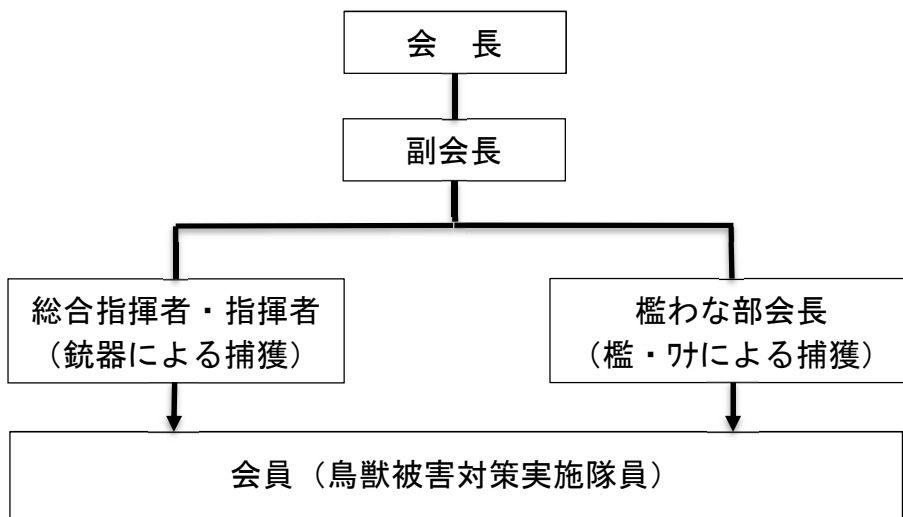 会　長
副会長
総合指揮者・指揮者
（銃器による捕獲）
檻わな部会長
（檻・ﾜﾅによる捕獲）
会員（鳥獣被害対策実施隊員）